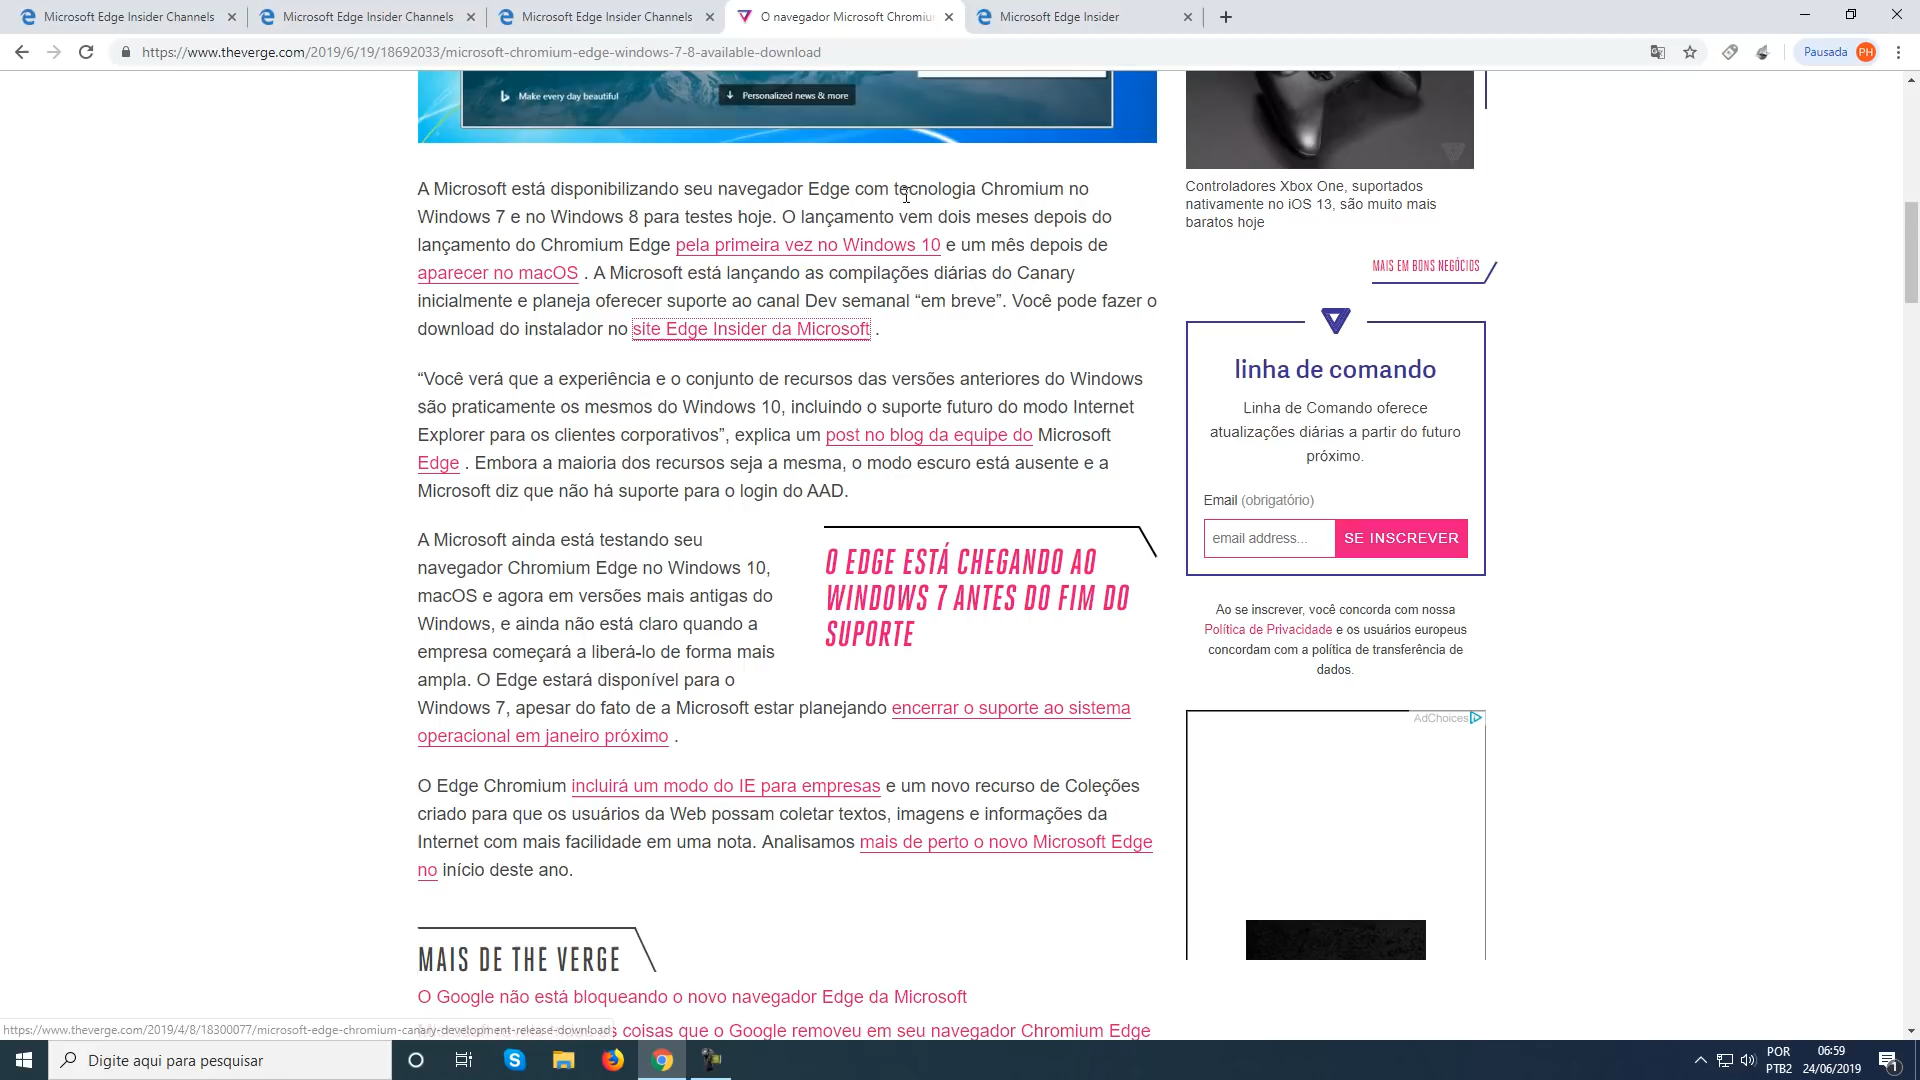 Microsoft Edge Insider Channels
Microsoft Edge Insider Channels
Microsoft Edge Insider Channels
O navegador Microsoft Chromiu
Microsoft Edge Insider
https://www.theverge.com/2019/6/19/18692033/microsoft-chromium-edge-windows-7-8-available-download
Pausada PH
Make every day beautiful
Personalized news & more
A Microsoft está disponibilizando seu navegador Edge com tecnologia Chromium no
Windows 7 e no Windows 8 para testes hoje. O lançamento vem dois meses depois do
lançamento do Chromium Edge pela primeira vez no Windows 10 e um mês depois de
aparecer no macOS . A Microsoft está lançando as compilações diárias do Canary
inicialmente e planeja oferecer suporte ao canal Dev semanal “em breve”. Você pode fazer o
download do instalador no site Edge Insider da Microsoft .
“Você verá que a experiência e o conjunto de recursos das versões anteriores do Windows
são praticamente os mesmos do Windows 10, incluindo o suporte futuro do modo Internet
Explorer para os clientes corporativos”, explica um post no blog da equipe do Microsoft
Edge . Embora a maioria dos recursos seja a mesma, o modo escuro está ausente e a
Microsoft diz que não há suporte para o login do AAD.
A Microsoft ainda está testando seu
navegador Chromium Edge no Windows 10,
macOS e agora em versões mais antigas do
Windows, e ainda não está claro quando a
empresa começará a liberá-lo de forma mais
ampla. O Edge estará disponível para o
Windows 7, apesar do fato de a Microsoft estar planejando encerrar o suporte ao sistema
operacional em janeiro próximo .
O EDGE ESTÁ CHEGANDO AO
WINDOWS 7 ANTES DO FIM DO
SUPORTE
O Edge Chromium incluirá um modo do IE para empresas e um novo recurso de Coleções
criado para que os usuários da Web possam coletar textos, imagens e informações da
Internet com mais facilidade em uma nota. Analisamos mais de perto o novo Microsoft Edge
no início deste ano.
MAIS DE THE VERGE
O Google não está bloqueando o novo navegador Edge da Microsoft
s coisas que o Google removeu em seu navegador Chromium Edge
https://www.theverge.com/2019/4/8/18300077/microsoft-edge-chromium-canary-development-release-download
Controladores Xbox One, suportados
nativamente no iOS 13, são muito mais
baratos hoje
MAIS EM BONS NEGÓCIOS
linha de comando
Linha de Comando oferece
atualizações diárias a partir do futuro
próximo.
Email (obrigatório)
email address...
SE INSCREVER
Ao se inscrever, você concorda com nossa
Política de Privacidade e os usuários europeus
concordam com a política de transferência de
dados.
AdChoices
Digite aqui para pesquisar
POR
PTB2
06:59
24/06/2019
1